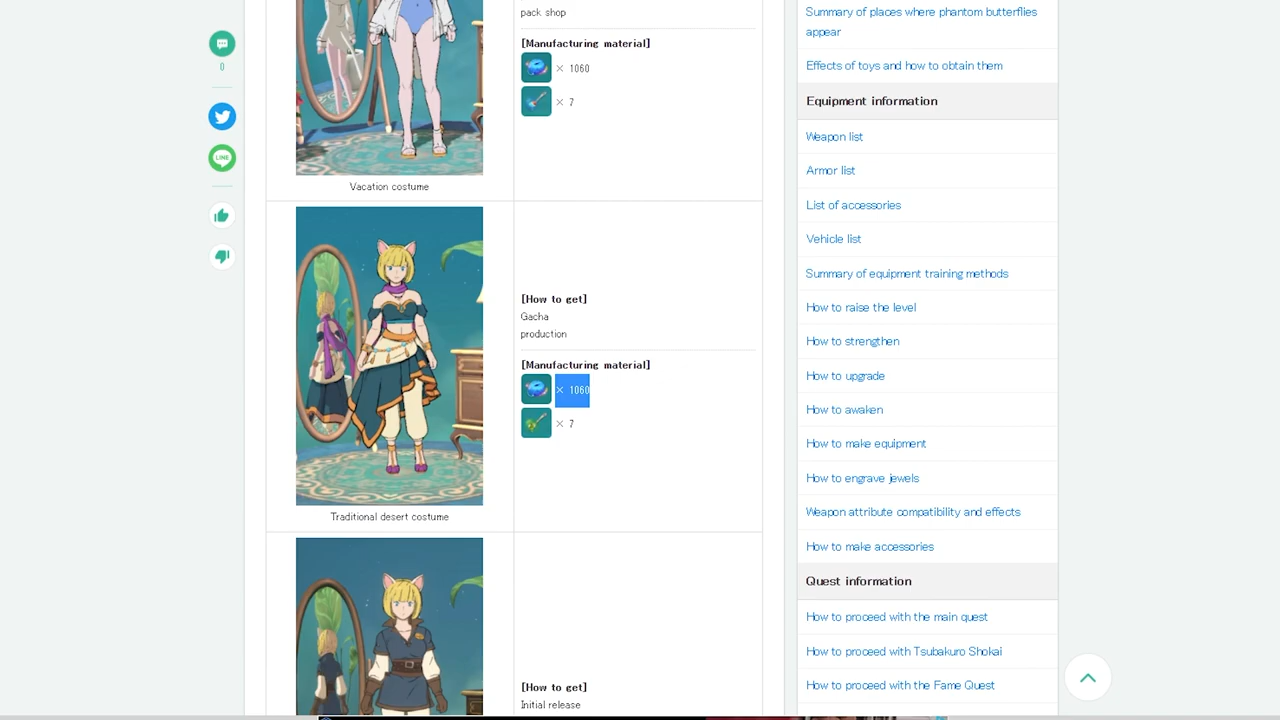 pack shop
[Manufacturing material]
× 1060
× 7
Vacation costume
[How to get]
Gacha
production
[Manufacturing material]
× 1060
× 7
Traditional desert costume
[How to get]
Initial release
0
LINE
Summary of places where phantom butterflies
appear
Effects of toys and how to obtain them
Equipment information
Weapon list
Armor list
List of accessories
Vehicle list
Summary of equipment training methods
How to raise the level
How to strengthen
How to upgrade
How to awaken
How to make equipment
How to engrave jewels
Weapon attribute compatibility and effects
How to make accessories
Quest information
How to proceed with the main quest
How to proceed with Tsubakuro Shokai
How to proceed with the Fame Quest